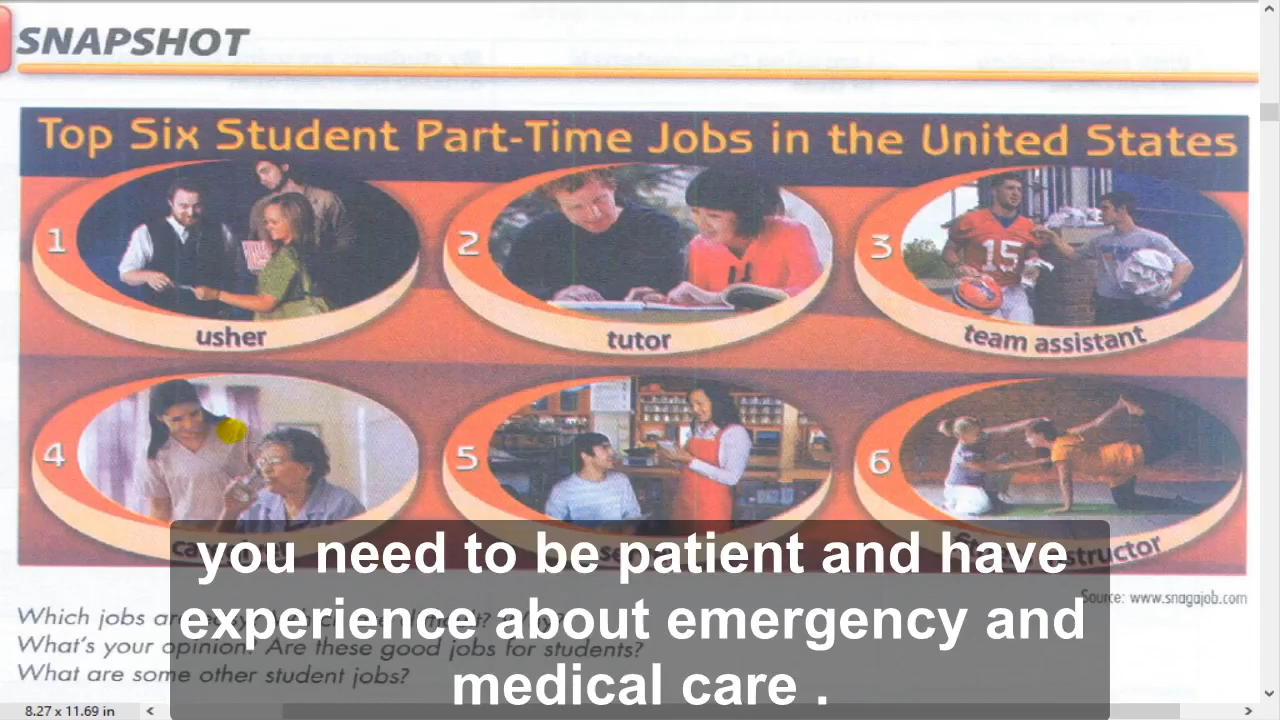 SNAPSHOT
Top Six Student Part-Time Jobs in the United States
1
2
3
15
usher
tutor
team assistant
4
5
6
you need to be patient and have
experience about emergency and
medical care .
Source: www.snagajob.com
Which jobs are
What's your opinion? Are these good jobs for students?
What are some other student jobs?
8.27 x 11.69 in